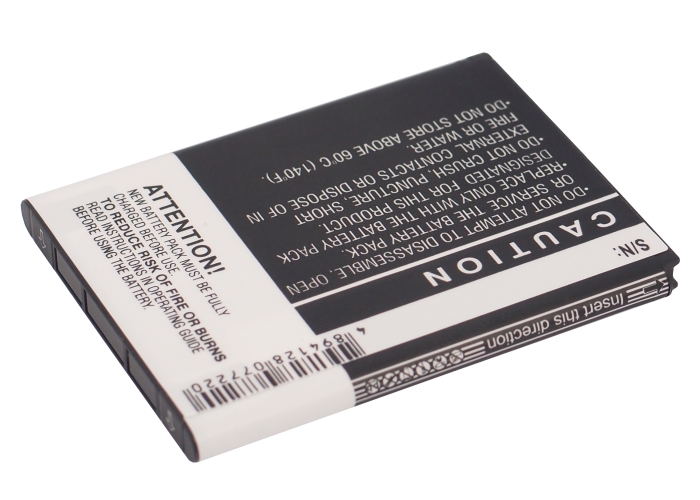 ATTENTION!
NEW BATTERY PACK MUST BE FULLY
CHARGED BEFORE USE.
TO REDUCE RISK OF FIRE OR BURNS
READ INSTRUCTIONS IN OPERATING GUIDE
BEFORE USING THE BATTERY.
4894128077220
S/N:
CAUTION
•DO NOT ATTEMPT TO DISASSEMBLE. OPEN
OR SERVICE THE BATTERY PACK.
•REPLACE ONLY WITH THE BATTERY PACK
DESIGNATED FOR THIS PRODUCT.
•DO NOT CRUSH, PUNCTURE. SHORT
EXTERNAL CONTACTS OR DISPOSE OF IN
FIRE OR WATER.
•DO NOT STORE ABOVE 60°C (140°F).
Insert this direction